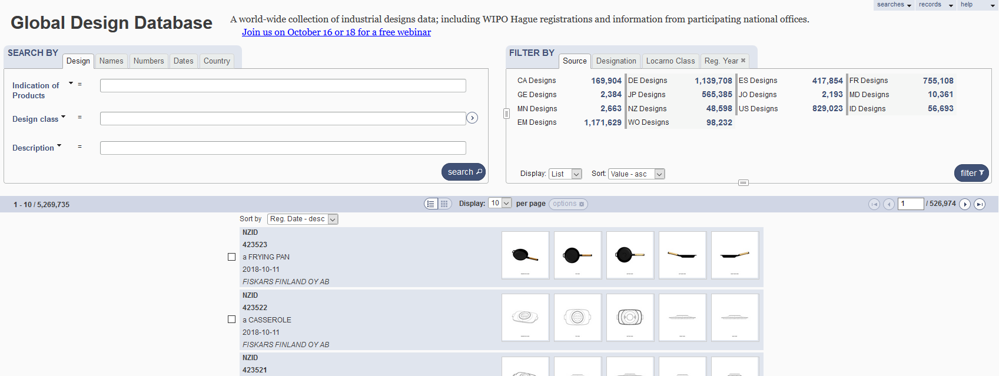 searches records help
Global Design Database
A world-wide collection of industrial designs data; including WIPO Hague registrations and information from participating national offices.
Join us on October 16 or 18 for a free webinar
SEARCH BY
Design Names Numbers Dates Country
Indication of
Products =
Design class =
Description =
search
FILTER BY
Source Designation Locarno Class Reg. Year
CA Designs 169,904 DE Designs 1,139,708 ES Designs 417,854 FR Designs 755,108
GE Designs 2,384 JP Designs 565,385 JO Designs 2,193 MD Designs 10,361
MN Designs 2,663 NZ Designs 48,598 US Designs 829,023 ID Designs 56,693
EM Designs 1,171,629 WO Designs 98,232
Display: List Sort: Value - asc
filter
1 - 10 / 5,269,735 Display: 10 per page options 1 / 526,974
Sort by Reg. Date - desc
NZID
423523
a FRYING PAN
2018-10-11
FISKARS FINLAND OY AB
NZID
423522
a CASSEROLE
2018-10-11
FISKARS FINLAND OY AB
NZID
423521